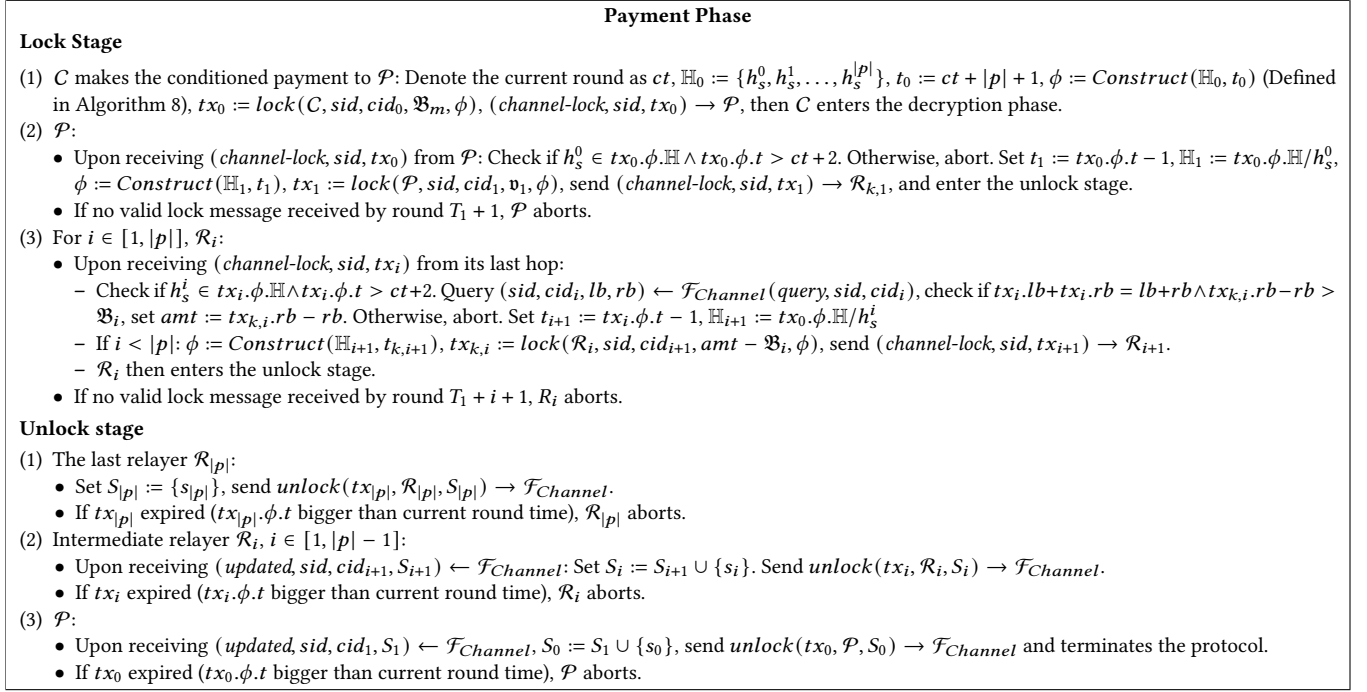 Payment Phase
Lock Stage
(1) C makes the conditioned payment to P: Denote the current round as ct, ℍ₀ := {h_s^0, h_s^1, . . . , h_s^{|p|}}, t₀ := ct + |p| + 1, ϕ := Construct(ℍ₀, t₀) (Defined
in Algorithm 8), tx₀ := lock(C, sid, cid₀, 𝔅_m, ϕ), (channel-lock, sid, tx₀) → P, then C enters the decryption phase.
(2) P:
• Upon receiving (channel-lock, sid, tx₀) from P: Check if h_s^0 ∈ tx₀.ϕ.ℍ ∧ tx₀.ϕ.t > ct + 2. Otherwise, abort. Set t₁ := tx₀.ϕ.t − 1, ℍ₁ := tx₀.ϕ.ℍ/h_s^0,
ϕ := Construct(ℍ₁, t₁), tx₁ := lock(P, sid, cid₁, 𝔳₁, ϕ), send (channel-lock, sid, tx₁) → R_{k,1}, and enter the unlock stage.
• If no valid lock message received by round T₁ + 1, P aborts.
(3) For i ∈ [1, |p|], R_i:
• Upon receiving (channel-lock, sid, tx_i) from its last hop:
– Check if h_s^i ∈ tx_i.ϕ.ℍ∧tx_i.ϕ.t > ct+2. Query (sid, cid_i, lb, rb) ← F_{Channel}(query, sid, cid_i), check if tx_i.lb+tx_i.rb = lb+rb∧tx_{k,i}.rb−rb >
𝔅_i, set amt := tx_{k,i}.rb − rb. Otherwise, abort. Set t_{i+1} := tx_i.ϕ.t − 1, ℍ_{i+1} := tx₀.ϕ.ℍ/h_s^i
– If i < |p|: ϕ := Construct(ℍ_{i+1}, t_{k,i+1}), tx_{k,i} := lock(R_i, sid, cid_{i+1}, amt − 𝔅_i, ϕ), send (channel-lock, sid, tx_{i+1}) → R_{i+1}.
– R_i then enters the unlock stage.
• If no valid lock message received by round T₁ + i + 1, R_i aborts.
Unlock stage
(1) The last relayer R_{|p|}:
• Set S_{|p|} := {s_{|p|}}, send unlock(tx_{|p|}, R_{|p|}, S_{|p|}) → F_{Channel}.
• If tx_{|p|} expired (tx_{|p|}.ϕ.t bigger than current round time), R_{|p|} aborts.
(2) Intermediate relayer R_i, i ∈ [1, |p| − 1]:
• Upon receiving (updated, sid, cid_{i+1}, S_{i+1}) ← F_{Channel}: Set S_i := S_{i+1} ∪ {s_i}. Send unlock(tx_i, R_i, S_i) → F_{Channel}.
• If tx_i expired (tx_i.ϕ.t bigger than current round time), R_i aborts.
(3) P:
• Upon receiving (updated, sid, cid₁, S₁) ← F_{Channel}, S₀ := S₁ ∪ {s₀}, send unlock(tx₀, P, S₀) → F_{Channel} and terminates the protocol.
• If tx₀ expired (tx₀.ϕ.t bigger than current round time), P aborts.